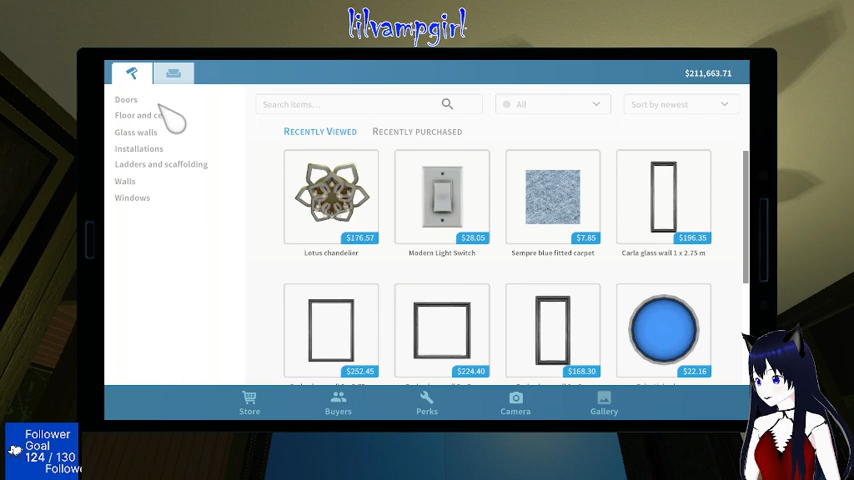 lilvampgirl
$211,663.71
Doors
Floor and ce
Glass walls
Installations
Ladders and scaffolding
Walls
Windows
Search items...
All
Sort by newest
RECENTLY VIEWED
RECENTLY PURCHASED
$176.57
$28.05
$7.85
$196.35
Lotus chandelier
Modern Light Switch
Sempre blue fitted carpet
Carla glass wall 1 x 2.75 m
$252.45
$224.40
$168.30
$22.16
Store
Buyers
Perks
Camera
Gallery
Follower
Goal
124 / 130
Followe